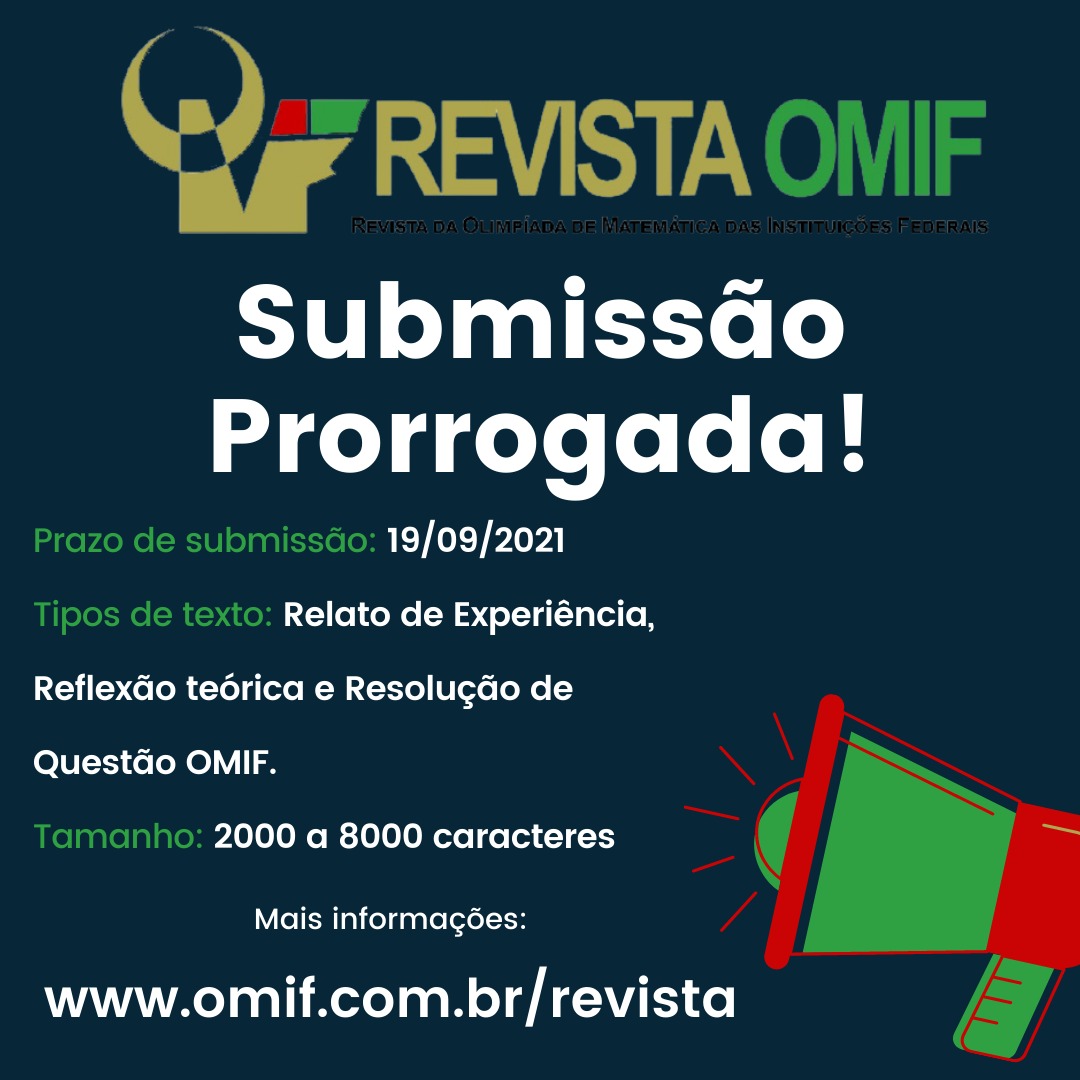 REVISTA OMIF
REVISTA DA OLIMPÍADA DE MATEMÁTICA DAS INSTITUIÇÕES FEDERAIS
Submissão
Prorrogada!
Prazo de submissão: 19/09/2021
Tipos de texto: Relato de Experiência,
Reflexão teórica e Resolução de
Questão OMIF.
Tamanho: 2000 a 8000 caracteres
Mais informações:
www.omif.com.br/revista